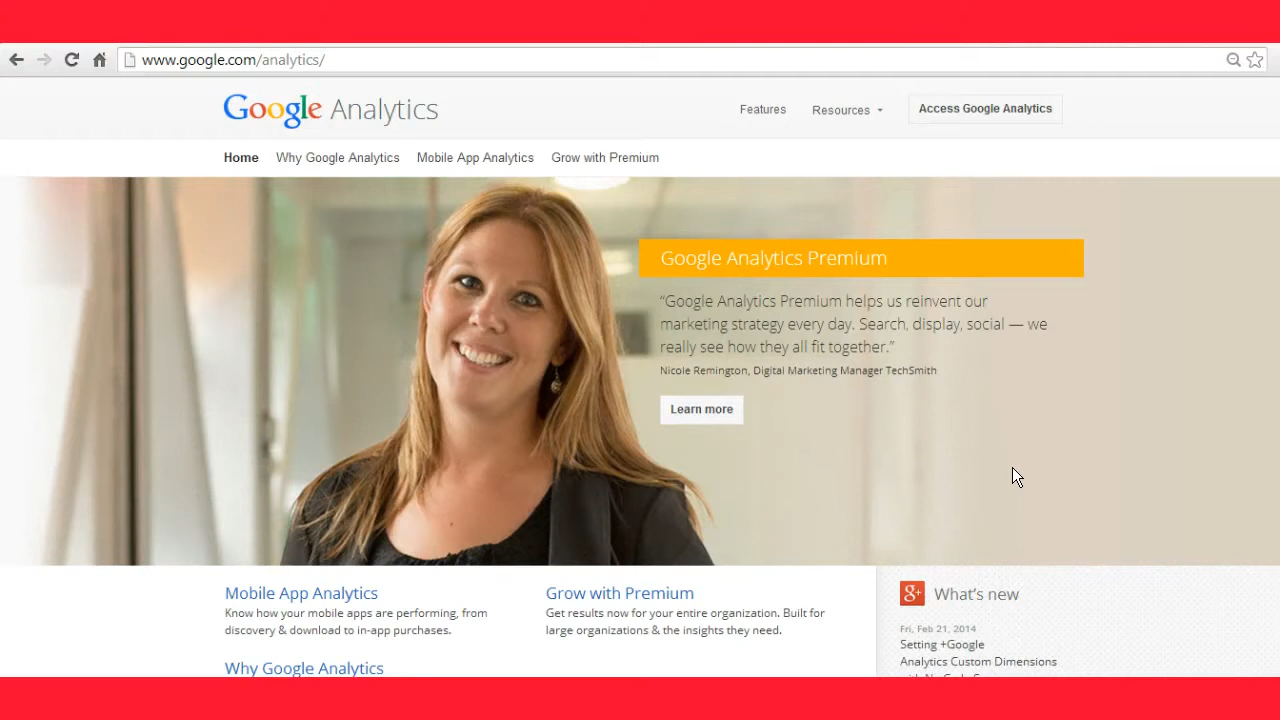 www.google.com/analytics/
Google Analytics
Features Resources Access Google Analytics
Home Why Google Analytics Mobile App Analytics Grow with Premium
Google Analytics Premium
“Google Analytics Premium helps us reinvent our
marketing strategy every day. Search, display, social — we
really see how they all fit together.”
Nicole Remington, Digital Marketing Manager TechSmith
Learn more
Mobile App Analytics
Know how your mobile apps are performing, from
discovery & download to in-app purchases.
Grow with Premium
Get results now for your entire organization. Built for
large organizations & the insights they need.
Why Google Analytics
g+ What's new
Fri, Feb 21, 2014
Setting +Google
Analytics Custom Dimensions